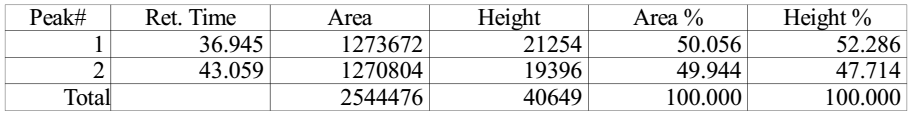 Peak# Ret. Time Area Height Area % Height %
1 36.945 1273672 21254 50.056 52.286
2 43.059 1270804 19396 49.944 47.714
Total 2544476 40649 100.000 100.000